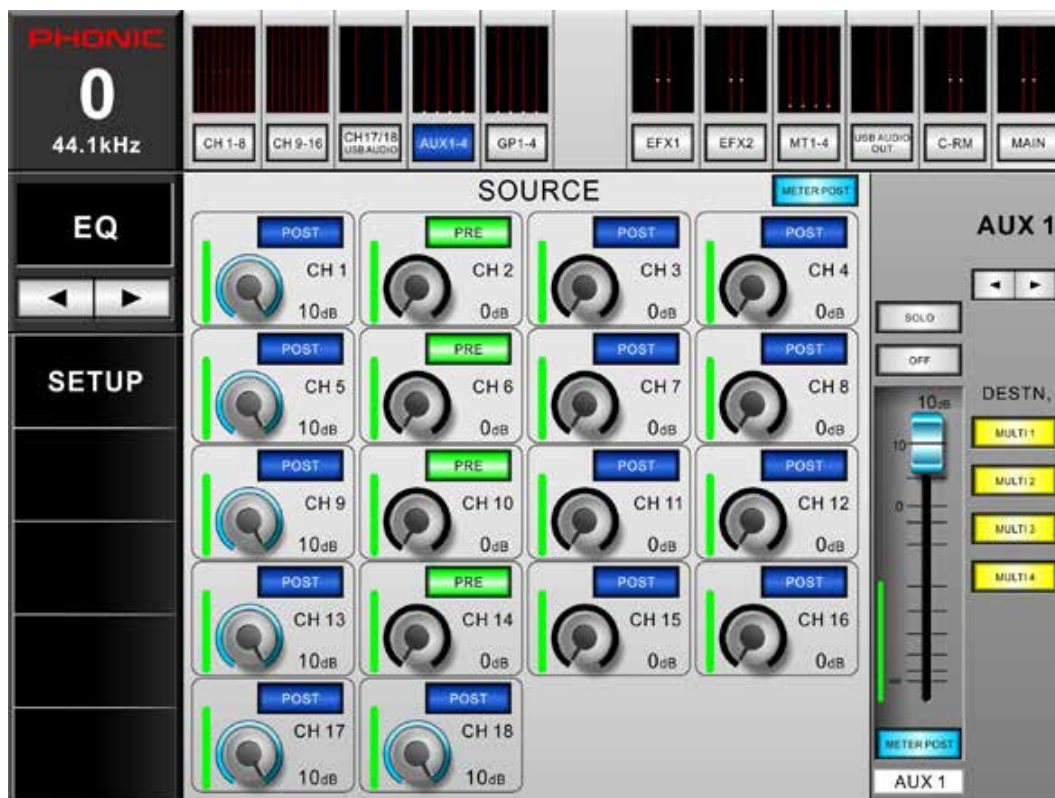 PHONIC
0
44.1kHz
CH 1-8
CH 9-16
CH17/18
USB AUDIO
AUX1-4
GP1-4
EFX1
EFX2
MT1-4
USB AUDIO
OUT
C-RM
MAIN
EQ
SETUP
SOURCE
METER POST
POST
CH 1
10dB
PRE
CH 2
0dB
POST
CH 3
0dB
POST
CH 4
0dB
POST
CH 5
10dB
PRE
CH 6
0dB
POST
CH 7
0dB
POST
CH 8
0dB
POST
CH 9
10dB
PRE
CH 10
0dB
POST
CH 11
0dB
POST
CH 12
0dB
POST
CH 13
10dB
PRE
CH 14
0dB
POST
CH 15
0dB
POST
CH 16
0dB
POST
CH 17
10dB
POST
CH 18
10dB
AUX 1
SOLO
OFF
10dB
10
0
-∞
METER POST
AUX 1
DESTN,
MULTI 1
MULTI 2
MULTI 3
MULTI 4